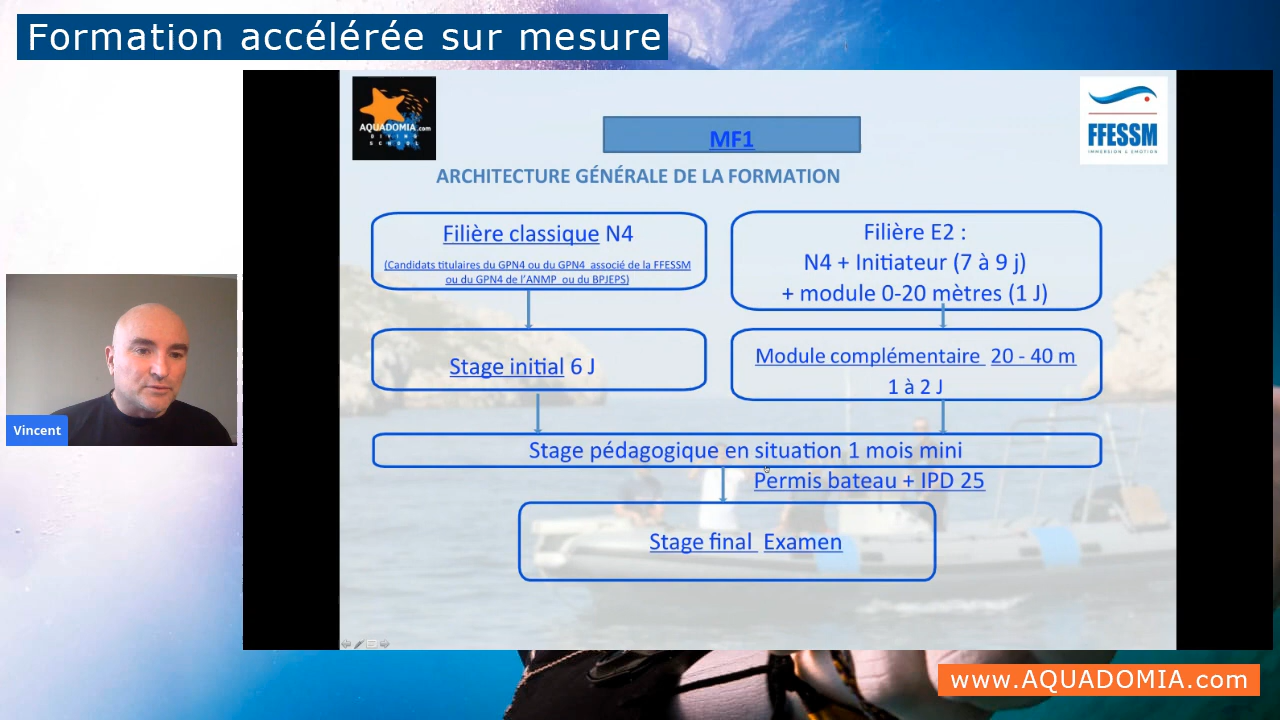 Formation accélérée sur mesure
AQUADOMIA.com
DIVING
SCHOOL
FFESSM
IMMERSION & EMOTION
MF1
ARCHITECTURE GÉNÉRALE DE LA FORMATION
Filière classique N4
(Candidats titulaires du GPN4 ou du GPN4 associé de la FFESSM
ou du GPN4 de l'ANMP ou du BPJEPS)
Filière E2 :
N4 + Initiateur (7 à 9 j)
+ module 0-20 mètres (1 J)
Stage initial 6 J
Module complémentaire 20 - 40 m
1 à 2 J
Stage pédagogique en situation 1 mois mini
Permis bateau + IPD 25
Stage final Examen
Vincent
www.AQUADOMIA.com